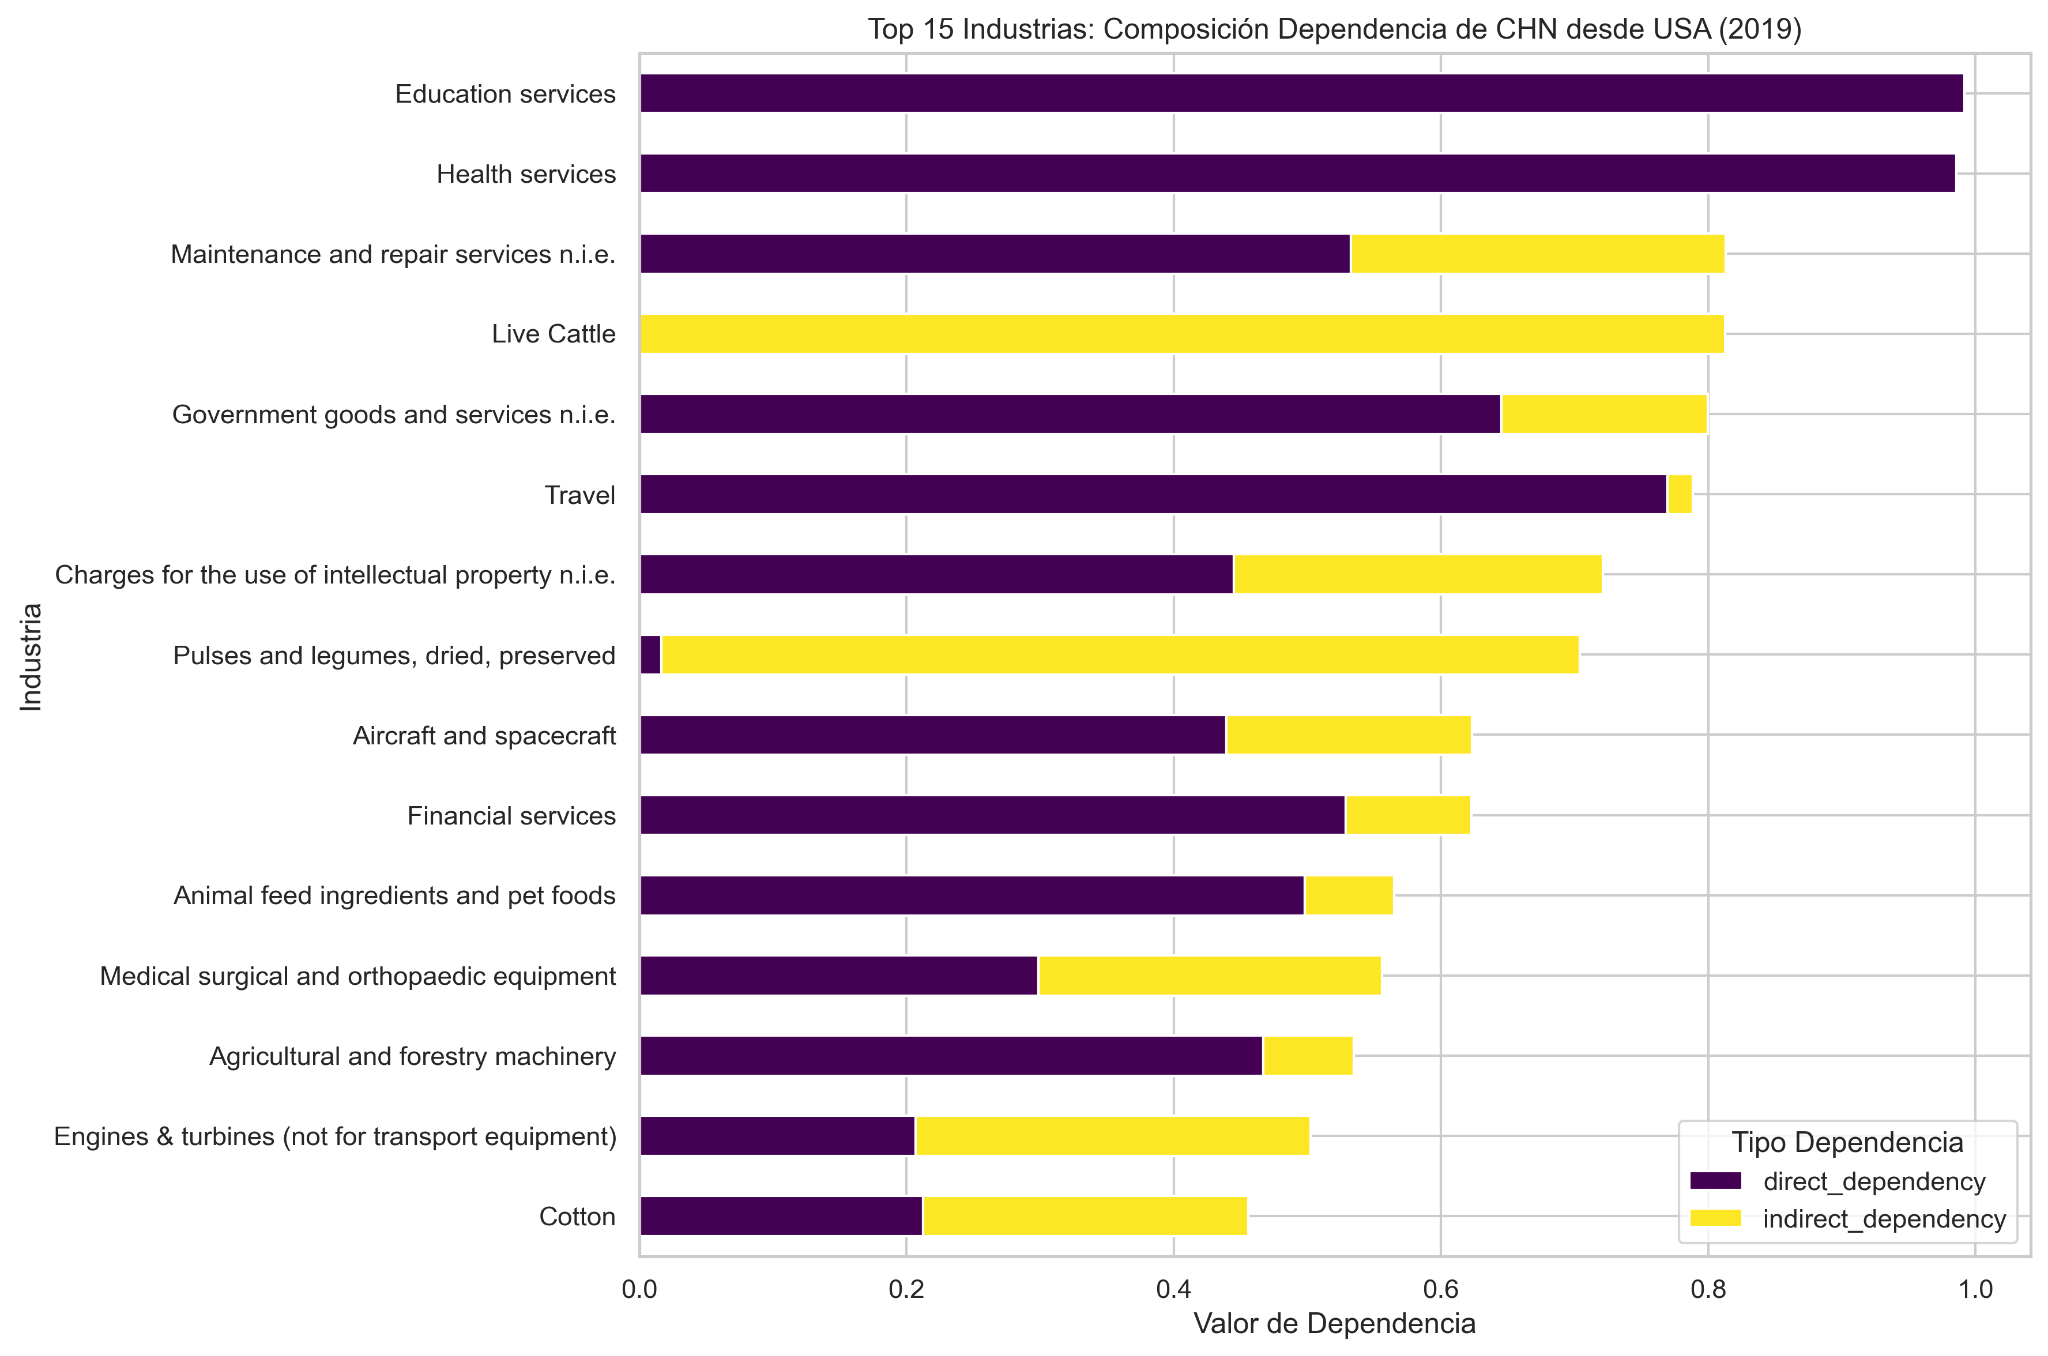 Top 15 Industrias: Composición Dependencia de CHN desde USA (2019)
Industria
Education services
Health services
Maintenance and repair services n.i.e.
Live Cattle
Government goods and services n.i.e.
Travel
Charges for the use of intellectual property n.i.e.
Pulses and legumes, dried, preserved
Aircraft and spacecraft
Financial services
Animal feed ingredients and pet foods
Medical surgical and orthopaedic equipment
Agricultural and forestry machinery
Engines & turbines (not for transport equipment)
Cotton
Tipo Dependencia
direct_dependency
indirect_dependency
0.0 0.2 0.4 0.6 0.8 1.0
Valor de Dependencia